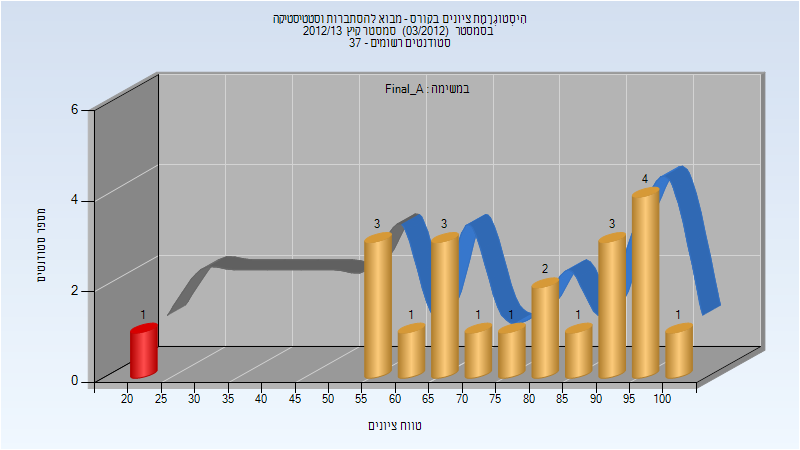 היסטוגרמת ציונים בקורס - מבוא להסתברות וסטטיסטיקה
בסמסטר (03/2012) סמסטר קיץ 2012/13
סטודנטים רשומים - 37
במשימה : Final_A
6
4
2
0
מספר סטודנטים
1 3 1 3 1 1 2 1 3 4 1
20 25 30 35 40 45 50 55 60 65 70 75 80 85 90 95 100
טווח ציונים